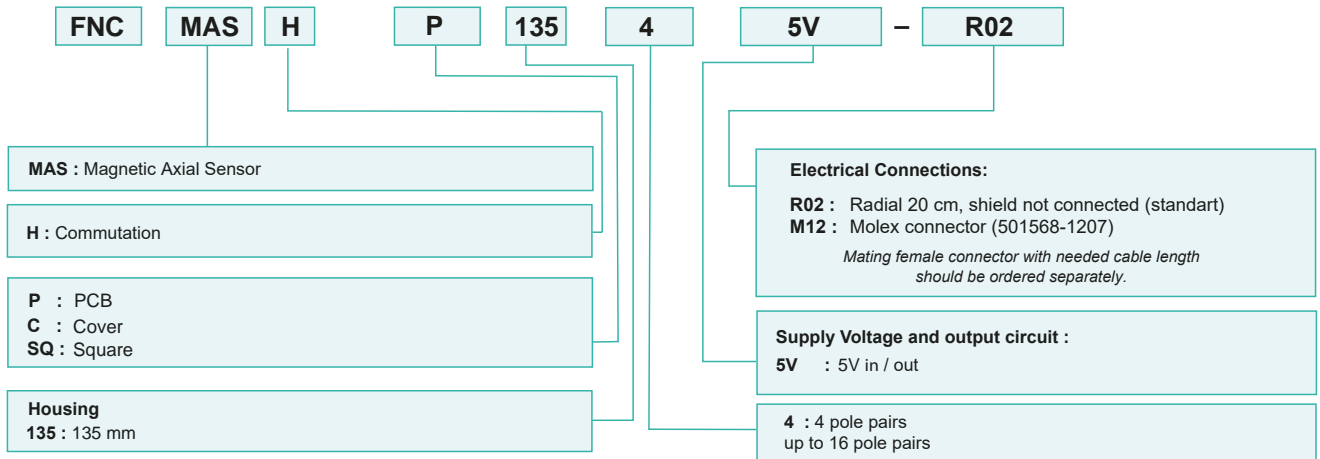 FNC MAS H P 135 4 5V – R02
MAS : Magnetic Axial Sensor
H : Commutation
P : PCB
C : Cover
SQ : Square
Housing
135 : 135 mm
Electrical Connections:
R02 : Radial 20 cm, shield not connected (standart)
M12 : Molex connector (501568-1207)
Mating female connector with needed cable length
should be ordered separately.
Supply Voltage and output circuit :
5V : 5V in / out
4 : 4 pole pairs
up to 16 pole pairs